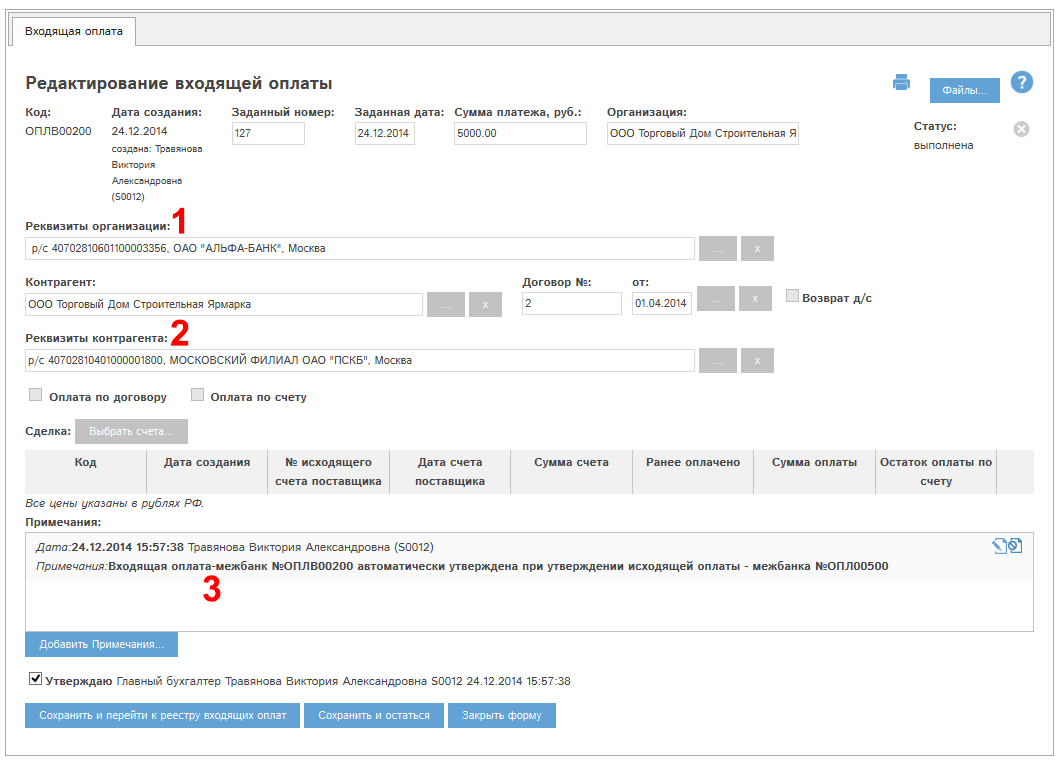 Входящая оплата
Редактирование входящей оплаты
Файлы...
?
Код:
ОПЛВ00200
Дата создания:
24.12.2014
создана: Травянова
Виктория
Александровна
(S0012)
Заданный номер:
127
Заданная дата:
24.12.2014
Сумма платежа, руб.:
5000.00
Организация:
ООО Торговый Дом Строительная Я
Статус:
выполнена
Реквизиты организации:
1
р/с 40702810601100003356, ОАО "АЛЬФА-БАНК", Москва
...
x
Контрагент:
ООО Торговый Дом Строительная Ярмарка
...
x
Договор №:
2
от:
01.04.2014
...
x
Возврат д/с
Реквизиты контрагента:
2
р/с 40702810401000001800, МОСКОВСКИЙ ФИЛИАЛ ОАО "ПСКБ", Москва
...
x
Оплата по договору
Оплата по счету
Сделка:
Выбрать счета...
Код
Дата создания
№ исходящего
счета поставщика
Дата счета
поставщика
Сумма счета
Ранее оплачено
Сумма оплаты
Остаток оплаты по
счету
Все цены указаны в рублях РФ.
Примечания:
Дата:24.12.2014 15:57:38 Травянова Виктория Александровна (S0012)
Примечания:Входящая оплата-межбанк №ОПЛВ00200 автоматически утверждена при утверждении исходящей оплаты - межбанка №ОПЛ00500
3
Добавить Примечания...
Утверждаю Главный бухгалтер Травянова Виктория Александровна S0012 24.12.2014 15:57:38
Сохранить и перейти к реестру входящих оплат
Сохранить и остаться
Закрыть форму